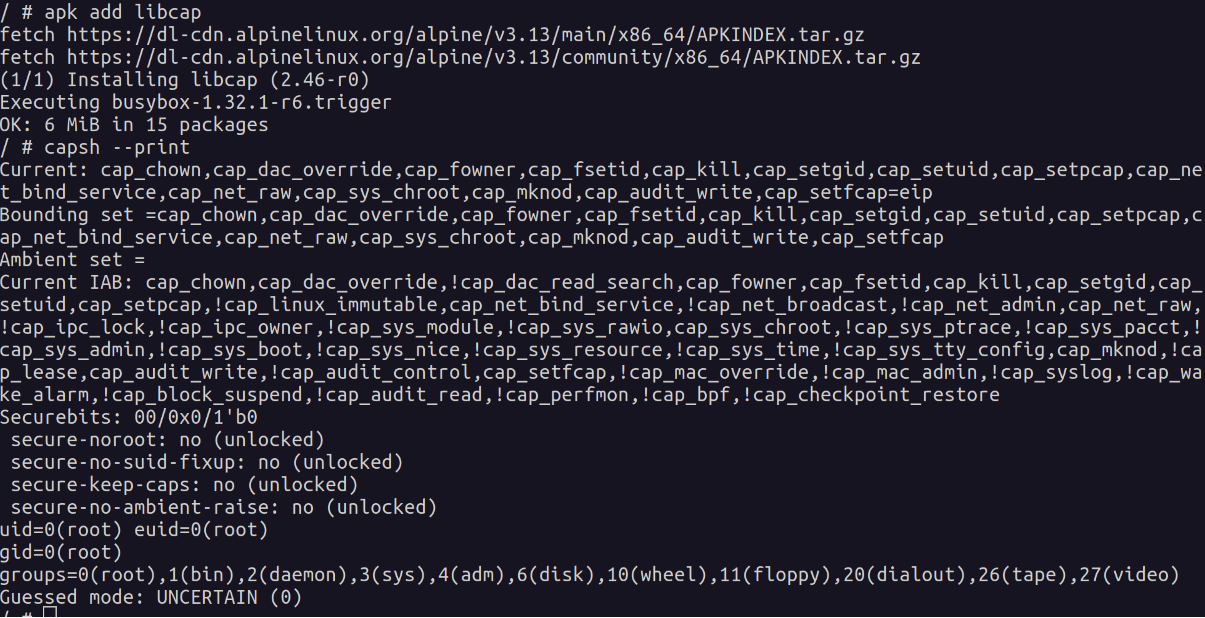 / # apk add libcap
fetch https://dl-cdn.alpinelinux.org/alpine/v3.13/main/x86_64/APKINDEX.tar.gz
fetch https://dl-cdn.alpinelinux.org/alpine/v3.13/community/x86_64/APKINDEX.tar.gz
(1/1) Installing libcap (2.46-r0)
Executing busybox-1.32.1-r6.trigger
OK: 6 MiB in 15 packages
/ # capsh --print
Current: cap_chown,cap_dac_override,cap_fowner,cap_fsetid,cap_kill,cap_setgid,cap_setuid,cap_setpcap,cap_ne
t_bind_service,cap_net_raw,cap_sys_chroot,cap_mknod,cap_audit_write,cap_setfcap=eip
Bounding set =cap_chown,cap_dac_override,cap_fowner,cap_fsetid,cap_kill,cap_setgid,cap_setuid,cap_setpcap,c
ap_net_bind_service,cap_net_raw,cap_sys_chroot,cap_mknod,cap_audit_write,cap_setfcap
Ambient set =
Current IAB: cap_chown,cap_dac_override,!cap_dac_read_search,cap_fowner,cap_fsetid,cap_kill,cap_setgid,cap_
setuid,cap_setpcap,!cap_linux_immutable,cap_net_bind_service,!cap_net_broadcast,!cap_net_admin,cap_net_raw,
!cap_ipc_lock,!cap_ipc_owner,!cap_sys_module,!cap_sys_rawio,cap_sys_chroot,!cap_sys_ptrace,!cap_sys_pacct,!
cap_sys_admin,!cap_sys_boot,!cap_sys_nice,!cap_sys_resource,!cap_sys_time,!cap_sys_tty_config,cap_mknod,!ca
p_lease,cap_audit_write,!cap_audit_control,cap_setfcap,!cap_mac_override,!cap_mac_admin,!cap_syslog,!cap_wa
ke_alarm,!cap_block_suspend,!cap_audit_read,!cap_perfmon,!cap_bpf,!cap_checkpoint_restore
Securebits: 00/0x0/1'b0
 secure-noroot: no (unlocked)
 secure-no-suid-fixup: no (unlocked)
 secure-keep-caps: no (unlocked)
 secure-no-ambient-raise: no (unlocked)
uid=0(root) euid=0(root)
gid=0(root)
groups=0(root),1(bin),2(daemon),3(sys),4(adm),6(disk),10(wheel),11(floppy),20(dialout),26(tape),27(video)
Guessed mode: UNCERTAIN (0)
/ #